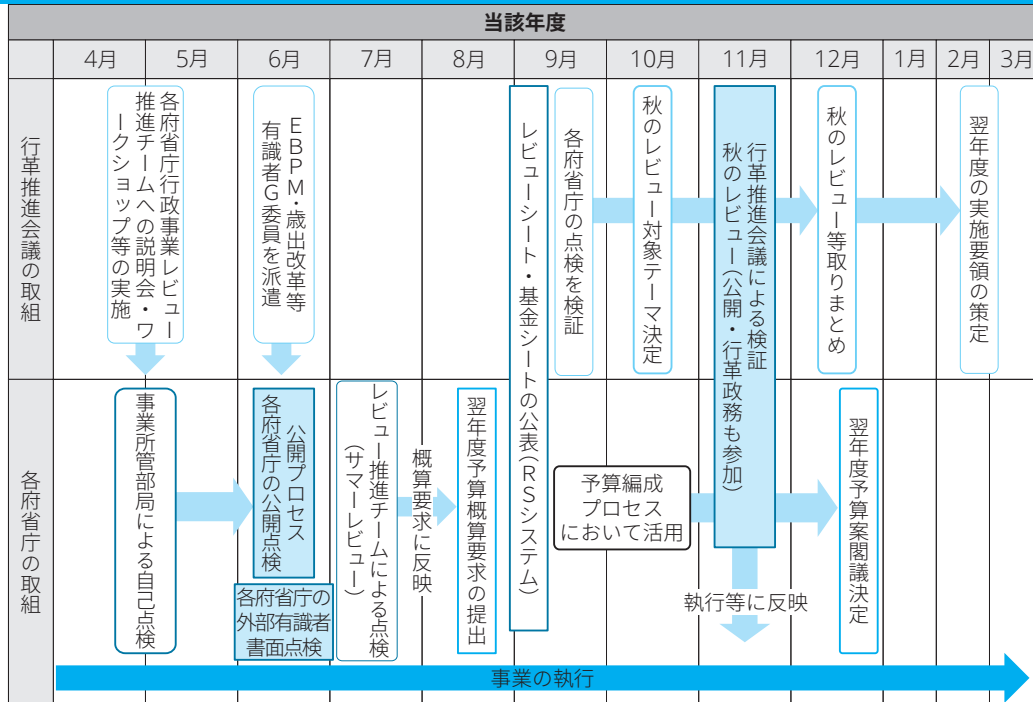 当該年度
4月
5月
6月
7月
8月
9月
10月
11月
12月
1月
2月
3月
行革推進会議の取組
各府省庁行政事業レビュー
推進チームへの説明会・ワ
ークショップ等の実施
EBPM・歳出改革等
有識者G委員を派遣
レビューシート・基金シートの公表(RSシステム)
各府省庁の点検を検証
秋のレビュー対象テーマ決定
行革推進会議による検証
秋のレビュー(公開・行革政務も参加)
秋のレビュー等取りまとめ
翌年度の実施要領の策定
各府省庁の取組
事業所管部局による自己点検
公開プロセス
各府省庁の公開点検
各府省庁の
外部有識者
書面点検
レビュー推進チームによる点検
(サマーレビュー)
概算要求に反映
翌年度予算概算要求の提出
予算編成
プロセス
において活用
執行等に反映
翌年度予算案閣議決定
事業の執行